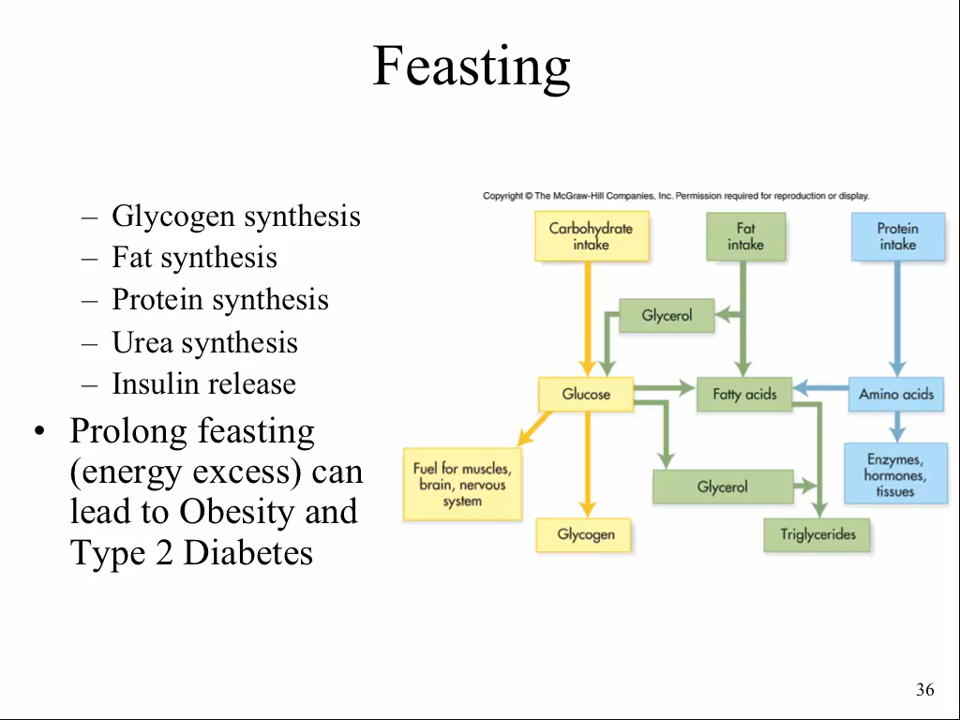 Feasting
– Glycogen synthesis
– Fat synthesis
– Protein synthesis
– Urea synthesis
– Insulin release
• Prolong feasting
(energy excess) can
lead to Obesity and
Type 2 Diabetes
Copyright © The McGraw-Hill Companies, Inc. Permission required for reproduction or display.
Carbohydrate
intake
Fat
intake
Protein
intake
Glycerol
Glucose
Fatty acids
Amino acids
Fuel for muscles,
brain, nervous
system
Glycerol
Enzymes,
hormones,
tissues
Glycogen
Triglycerides
36